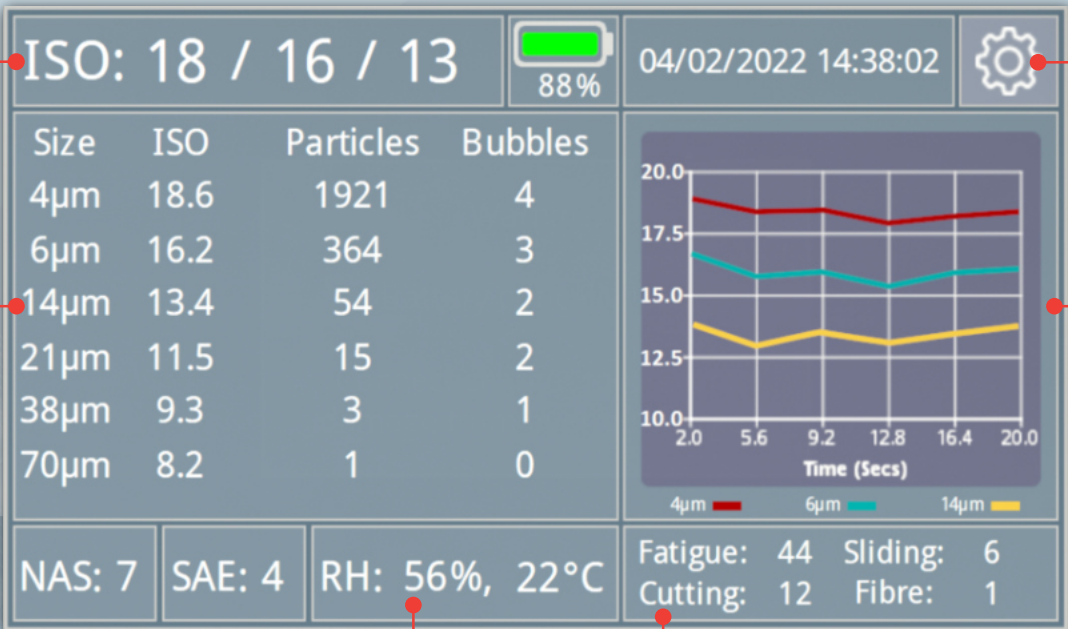 ISO: 18 / 16 / 13
88%
04/02/2022 14:38:02
Size ISO Particles Bubbles
4µm 18.6 1921 4
6µm 16.2 364 3
14µm 13.4 54 2
21µm 11.5 15 2
38µm 9.3 3 1
70µm 8.2 1 0
20.0
17.5
15.0
12.5
10.0
2.0 5.6 9.2 12.8 16.4 20.0
Time (Secs)
4µm 6µm 14µm
NAS: 7
SAE: 4
RH: 56%, 22°C
Fatigue: 44 Sliding: 6
Cutting: 12 Fibre: 1